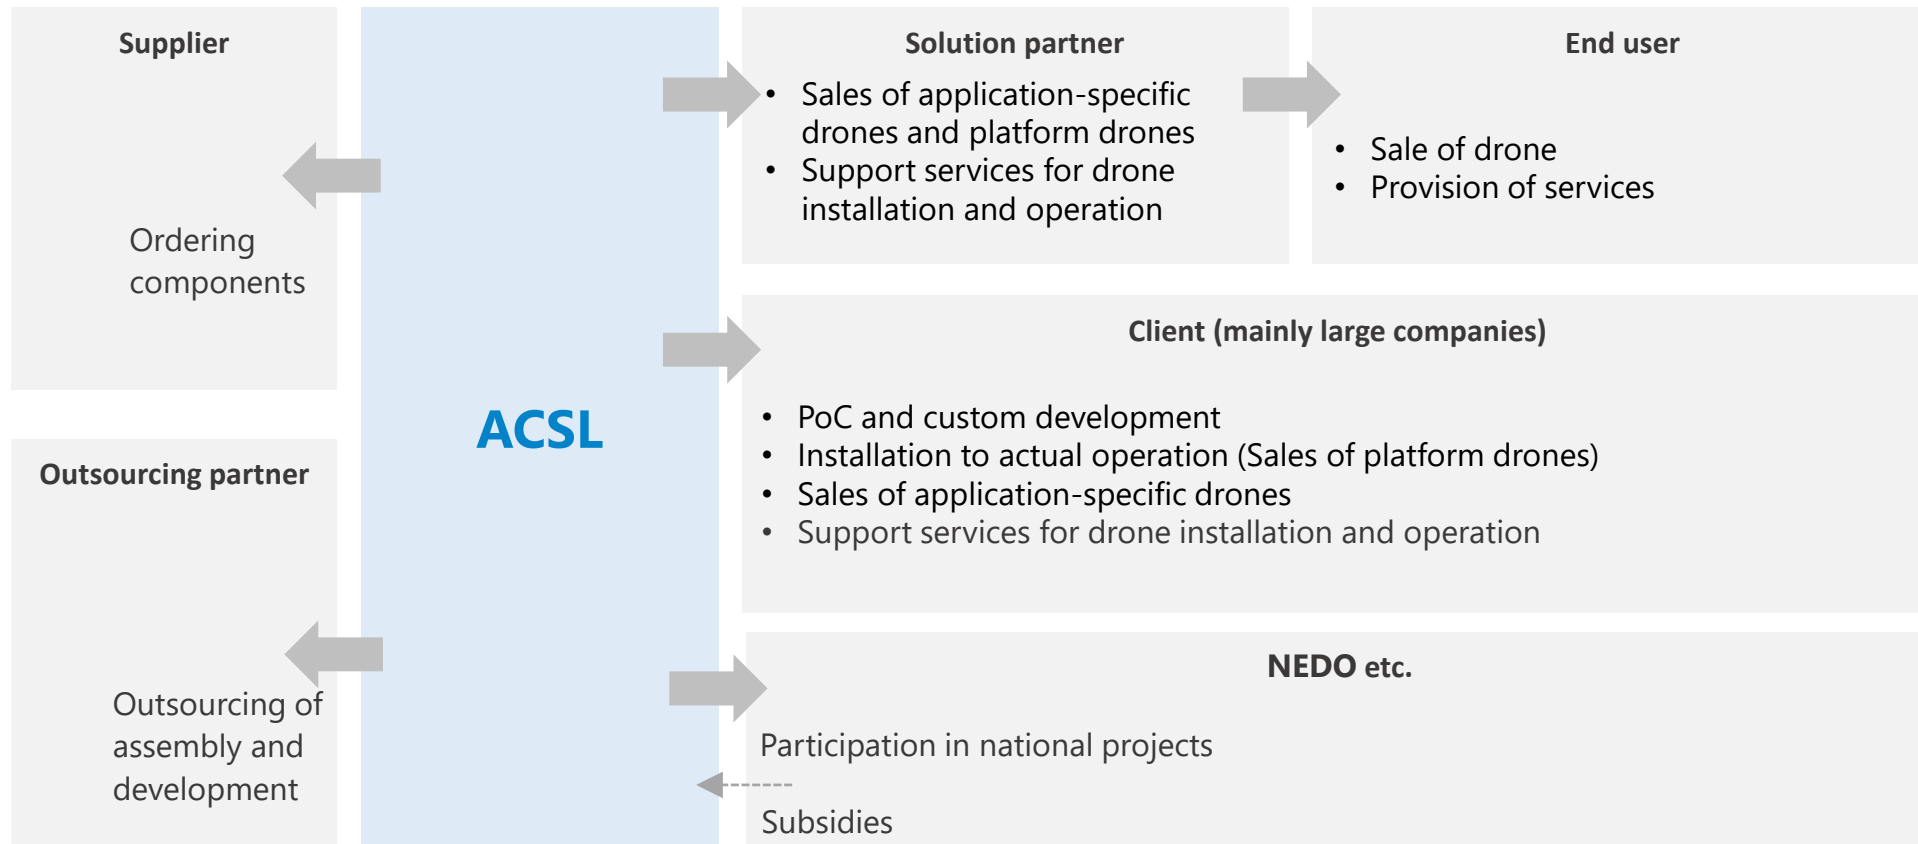 Supplier
Ordering
components
Outsourcing partner
Outsourcing of
assembly and
development
ACSL
Solution partner
• Sales of application-specific
drones and platform drones
• Support services for drone
installation and operation
End user
• Sale of drone
• Provision of services
Client (mainly large companies)
• PoC and custom development
• Installation to actual operation (Sales of platform drones)
• Sales of application-specific drones
• Support services for drone installation and operation
NEDO etc.
Participation in national projects
Subsidies